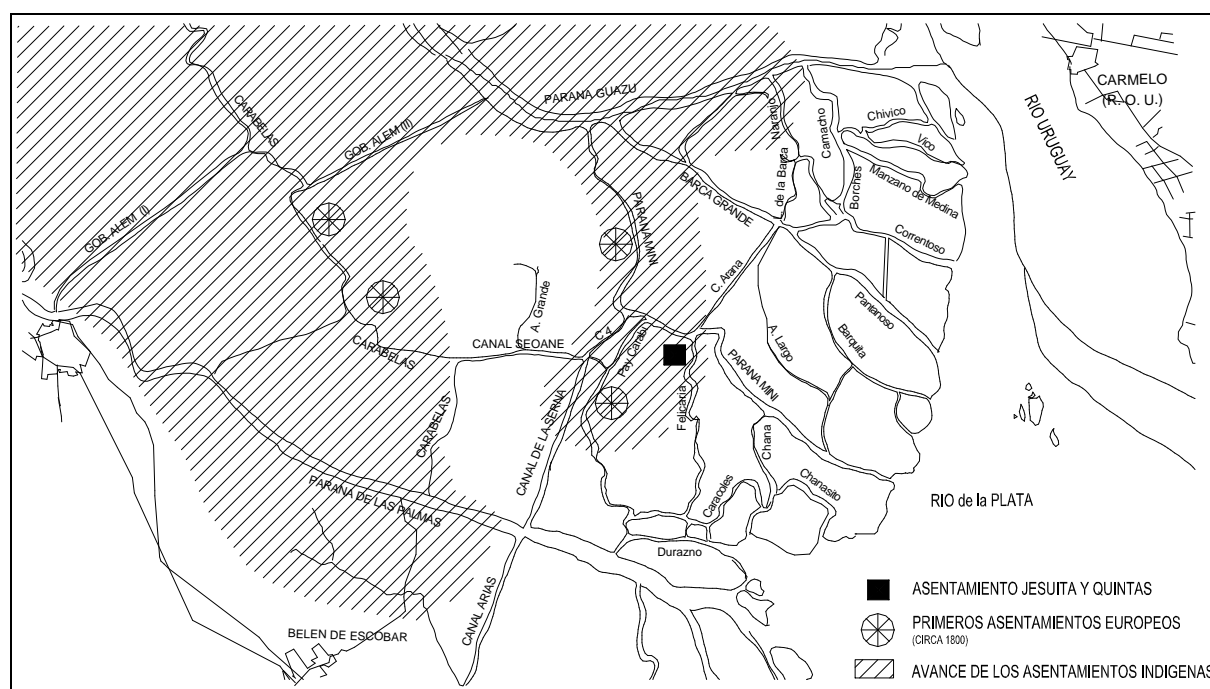 PARANA GUAZU
CARABELAS
GOB. ALEM (II)
GOB. ALEM (I)
CARABELAS
CARABELAS
PARANA DE LAS PALMAS
BELEN DE ESCOBAR
CANAL ARIAS
CANAL SEOANE
A. Grande
CANAL DE LA SERNA
C 4
PARANA MINI
Pay Carabi
Felicaria
BARCA GRANDE
C. Arana
Naranjo
de la Barca
Camacho
Borches
Chivico
Vico
Manzano de Medina
Correntoso
Pantanoso
Barquita
A. Largo
PARANA MINI
Chana
Chanasito
Caracoles
Durazno
RIO URUGUAY
CARMELO
(R. O. U.)
RIO de la PLATA
ASENTAMIENTO JESUITA Y QUINTAS
PRIMEROS ASENTAMIENTOS EUROPEOS
(CIRCA 1800)
AVANCE DE LOS ASENTAMIENTOS INDIGENAS